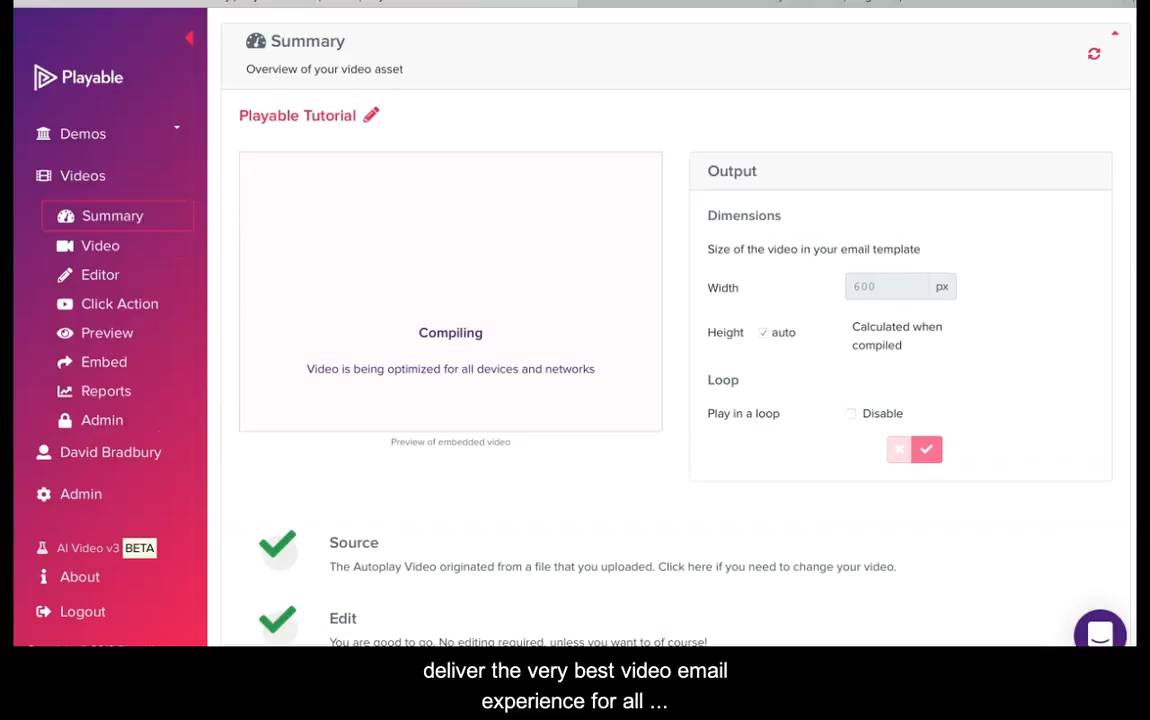 Playable
Demos
Videos
Summary
Video
Editor
Click Action
Preview
Embed
Reports
Admin
David Bradbury
Admin
AI Video v3 BETA
About
Logout
Summary
Overview of your video asset
Playable Tutorial
Compiling
Video is being optimized for all devices and networks
Preview of embedded video
Output
Dimensions
Size of the video in your email template
Width 600 px
Height auto Calculated when
compiled
Loop
Play in a loop Disable
Source
The Autoplay Video originated from a file that you uploaded. Click here if you need to change your video.
Edit
You are good to go. No editing required, unless you want to of course!
deliver the very best video email
experience for all ...